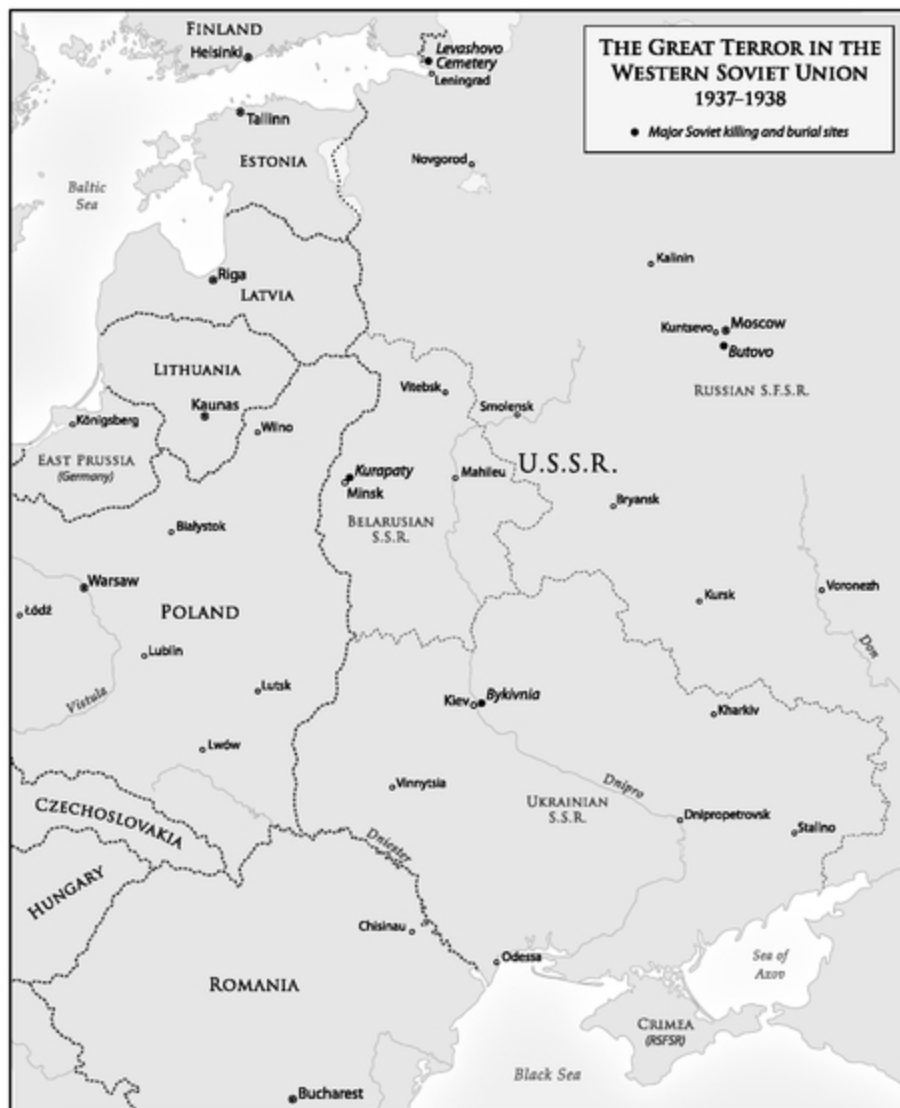 THE GREAT TERROR IN THE
WESTERN SOVIET UNION
1937–1938
Major Soviet killing and burial sites
FINLAND
Helsinki
Levashovo
Cemetery
Leningrad
Tallinn
ESTONIA
Novgorod
Baltic
Sea
Kalinin
Riga
LATVIA
Kuntsevo
Moscow
Butovo
LITHUANIA
Vitebsk
RUSSIAN S.F.S.R.
Kaunas
Smolensk
Königsberg
Wilno
EAST PRUSSIA
(Germany)
U.S.S.R.
Kurapaty
Minsk
Mahileu
Bryansk
BELARUSIAN
S.S.R.
Białystok
Warsaw
Voronezh
Łódź
POLAND
Kursk
Lublin
Don
Vistula
Lutsk
Kiev
Bykivnia
Kharkiv
Lwów
Vinnytsia
Dnipro
UKRAINIAN
S.S.R.
CZECHOSLOVAKIA
Dnipropetrovsk
Stalino
Dniester
HUNGARY
Chisinau
Odessa
Sea of
Azov
ROMANIA
CRIMEA
(RSFSR)
Black Sea
Bucharest